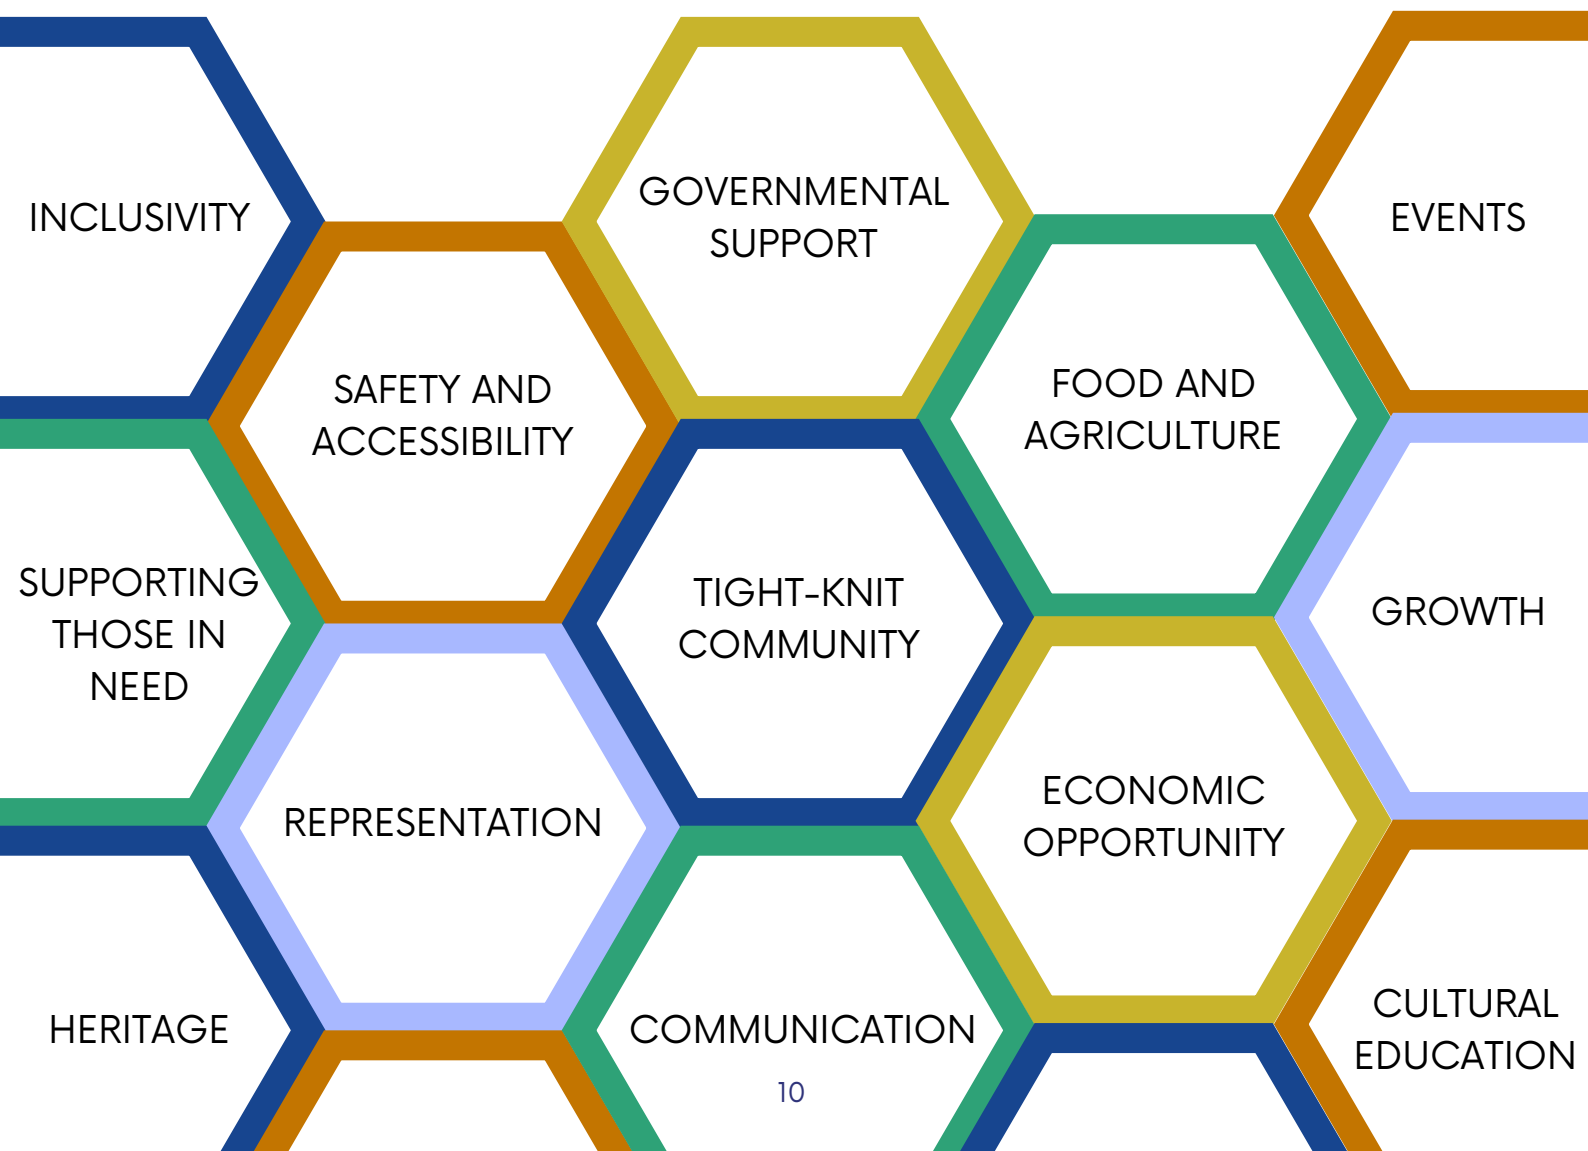 INCLUSIVITY
GOVERNMENTAL
SUPPORT
EVENTS
SAFETY AND
ACCESSIBILITY
FOOD AND
AGRICULTURE
SUPPORTING
THOSE IN
NEED
TIGHT-KNIT
COMMUNITY
GROWTH
REPRESENTATION
ECONOMIC
OPPORTUNITY
HERITAGE
COMMUNICATION
CULTURAL
EDUCATION
10